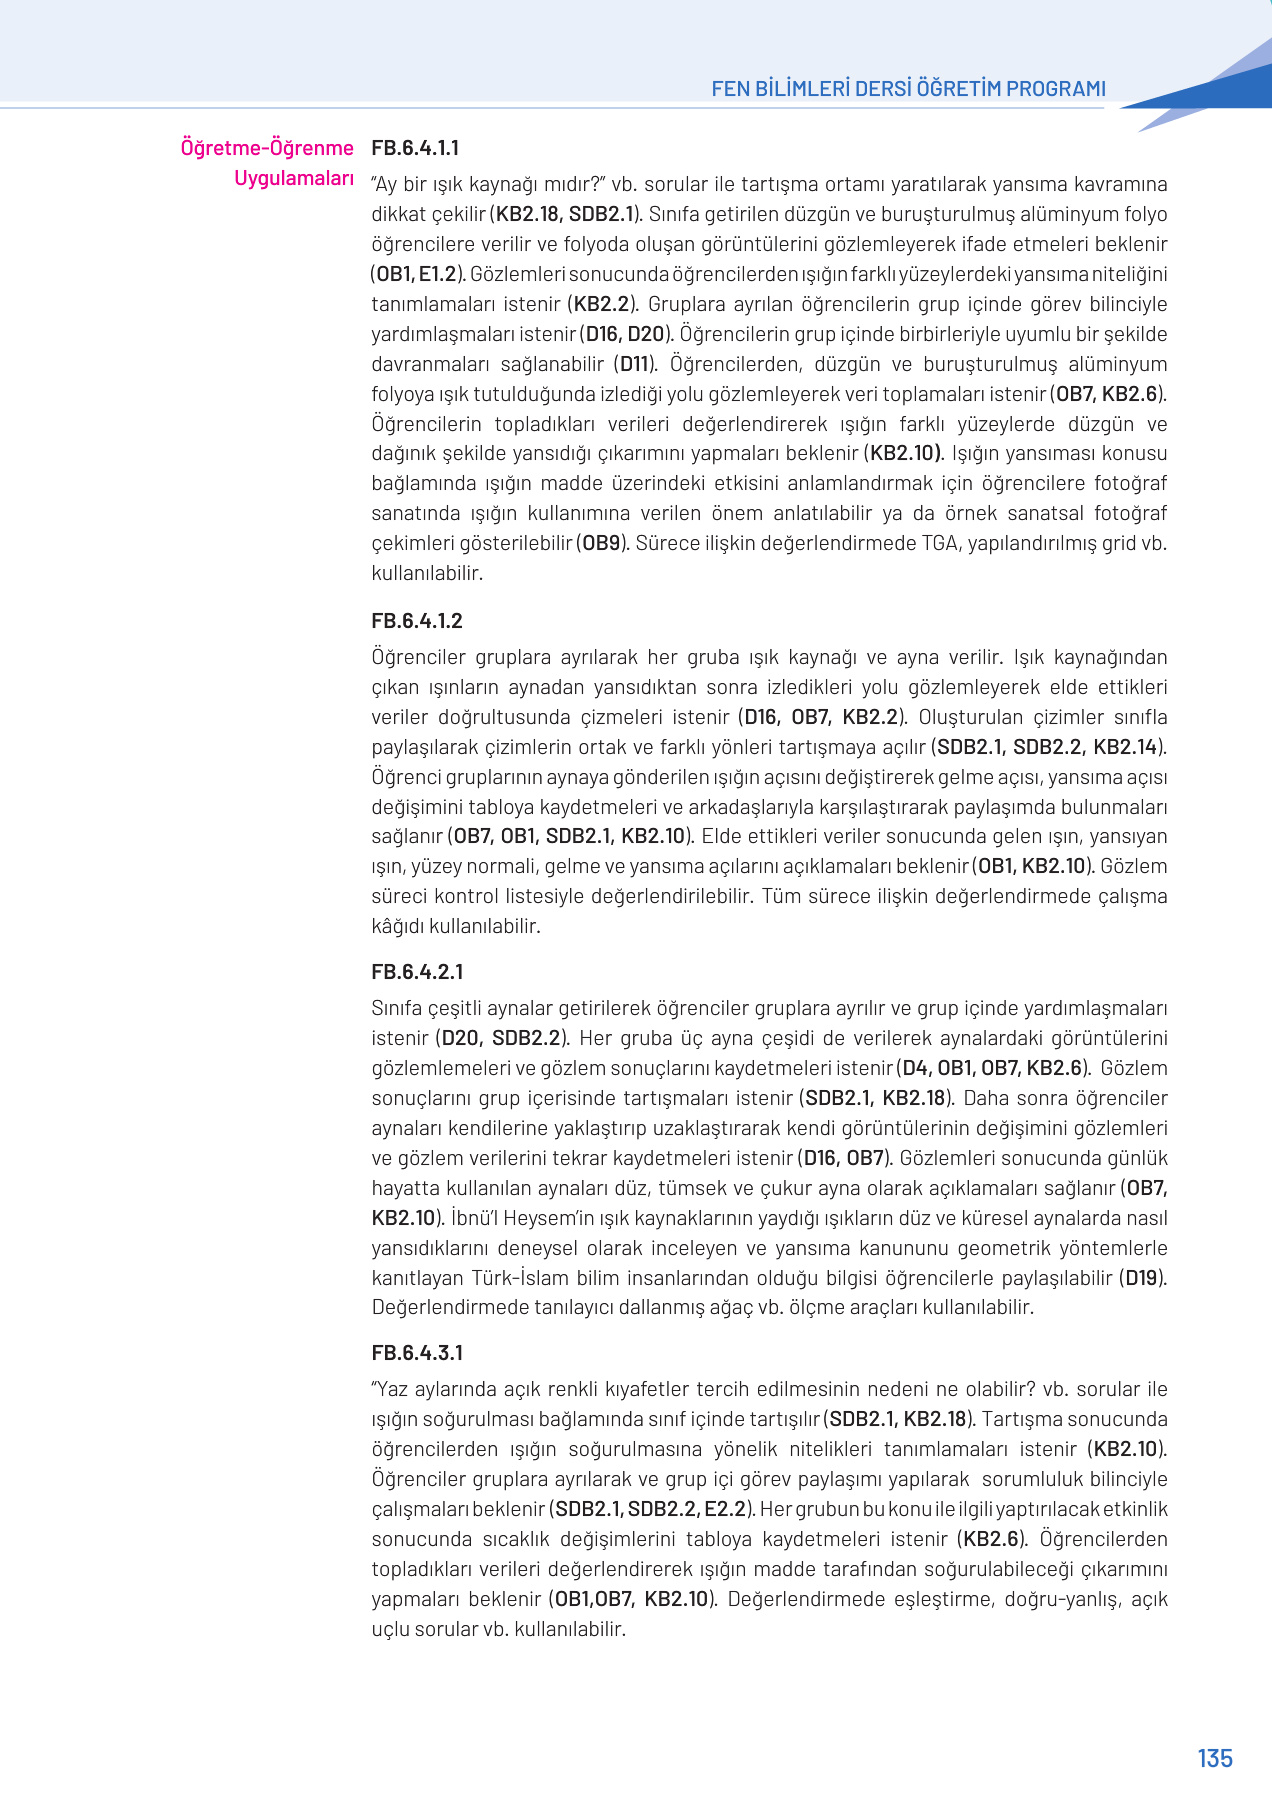 FEN BİLİMLERİ DERSİ ÖĞRETİM PROGRAMI
Öğretme-Öğrenme
Uygulamaları
FB.6.4.1.1
“Ay bir ışık kaynağı mıdır?” vb. sorular ile tartışma ortamı yaratılarak yansıma kavramına
dikkat çekilir (KB2.18, SDB2.1). Sınıfa getirilen düzgün ve buruşturulmuş alüminyum folyo
öğrencilere verilir ve folyoda oluşan görüntülerini gözlemleyerek ifade etmeleri beklenir
(OB1, E1.2). Gözlemleri sonucunda öğrencilerden ışığın farklı yüzeylerdeki yansıma niteliğini
tanımlamaları istenir (KB2.2). Gruplara ayrılan öğrencilerin grup içinde görev bilinciyle
yardımlaşmaları istenir (D16, D20). Öğrencilerin grup içinde birbirleriyle uyumlu bir şekilde
davranmaları sağlanabilir (D11). Öğrencilerden, düzgün ve buruşturulmuş alüminyum
folyoya ışık tutulduğunda izlediği yolu gözlemleyerek veri toplamaları istenir (OB7, KB2.6).
Öğrencilerin topladıkları verileri değerlendirerek ışığın farklı yüzeylerde düzgün ve
dağınık şekilde yansıdığı çıkarımını yapmaları beklenir (KB2.10). Işığın yansıması konusu
bağlamında ışığın madde üzerindeki etkisini anlamlandırmak için öğrencilere fotoğraf
sanatında ışığın kullanımına verilen önem anlatılabilir ya da örnek sanatsal fotoğraf
çekimleri gösterilebilir (OB9). Sürece ilişkin değerlendirmede TGA, yapılandırılmış grid vb.
kullanılabilir.
FB.6.4.1.2
Öğrenciler gruplara ayrılarak her gruba ışık kaynağı ve ayna verilir. Işık kaynağından
çıkan ışınların aynadan yansıdıktan sonra izledikleri yolu gözlemleyerek elde ettikleri
veriler doğrultusunda çizmeleri istenir (D16, OB7, KB2.2). Oluşturulan çizimler sınıfla
paylaşılarak çizimlerin ortak ve farklı yönleri tartışmaya açılır (SDB2.1, SDB2.2, KB2.14).
Öğrenci gruplarının aynaya gönderilen ışığın açısını değiştirerek gelme açısı, yansıma açısı
değişimini tabloya kaydetmeleri ve arkadaşlarıyla karşılaştırarak paylaşımda bulunmaları
sağlanır (OB7, OB1, SDB2.1, KB2.10). Elde ettikleri veriler sonucunda gelen ışın, yansıyan
ışın, yüzey normali, gelme ve yansıma açılarını açıklamaları beklenir (OB1, KB2.10). Gözlem
süreci kontrol listesiyle değerlendirilebilir. Tüm sürece ilişkin değerlendirmede çalışma
kâğıdı kullanılabilir.
FB.6.4.2.1
Sınıfa çeşitli aynalar getirilerek öğrenciler gruplara ayrılır ve grup içinde yardımlaşmaları
istenir (D20, SDB2.2). Her gruba üç ayna çeşidi de verilerek aynalardaki görüntülerini
gözlemlemeleri ve gözlem sonuçlarını kaydetmeleri istenir (D4, OB1, OB7, KB2.6). Gözlem
sonuçlarını grup içerisinde tartışmaları istenir (SDB2.1, KB2.18). Daha sonra öğrenciler
aynaları kendilerine yaklaştırıp uzaklaştırarak kendi görüntülerinin değişimini gözlemleri
ve gözlem verilerini tekrar kaydetmeleri istenir (D16, OB7). Gözlemleri sonucunda günlük
hayatta kullanılan aynaları düz, tümsek ve çukur ayna olarak açıklamaları sağlanır (OB7,
KB2.10). İbnü’l Heysem’in ışık kaynaklarının yaydığı ışıkların düz ve küresel aynalarda nasıl
yansıdıklarını deneysel olarak inceleyen ve yansıma kanununu geometrik yöntemlerle
kanıtlayan Türk-İslam bilim insanlarından olduğu bilgisi öğrencilerle paylaşılabilir (D19).
Değerlendirmede tanılayıcı dallanmış ağaç vb. ölçme araçları kullanılabilir.
FB.6.4.3.1
“Yaz aylarında açık renkli kıyafetler tercih edilmesinin nedeni ne olabilir? vb. sorular ile
ışığın soğurulması bağlamında sınıf içinde tartışılır (SDB2.1, KB2.18). Tartışma sonucunda
öğrencilerden ışığın soğurulmasına yönelik nitelikleri tanımlamaları istenir (KB2.10).
Öğrenciler gruplara ayrılarak ve grup içi görev paylaşımı yapılarak sorumluluk bilinciyle
çalışmaları beklenir (SDB2.1, SDB2.2, E2.2). Her grubun bu konu ile ilgili yaptırılacak etkinlik
sonucunda sıcaklık değişimlerini tabloya kaydetmeleri istenir (KB2.6). Öğrencilerden
topladıkları verileri değerlendirerek ışığın madde tarafından soğurulabileceği çıkarımını
yapmaları beklenir (OB1,OB7, KB2.10). Değerlendirmede eşleştirme, doğru-yanlış, açık
uçlu sorular vb. kullanılabilir.
135